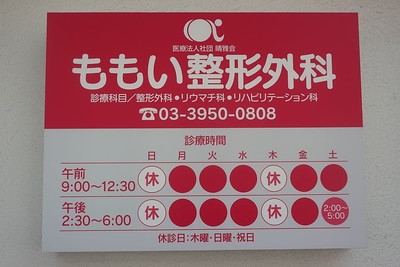 医療法人社団 晴雅会
ももい整形外科
診療科目／整形外科・リウマチ科・リハビリテーション科
☎03-3950-0808
診療時間
日 月 火 水 木 金 土
午前
9:00〜12:30 休 休
午後
2:30〜6:00 休 休 2:00〜5:00
休診日:木曜・日曜・祝日